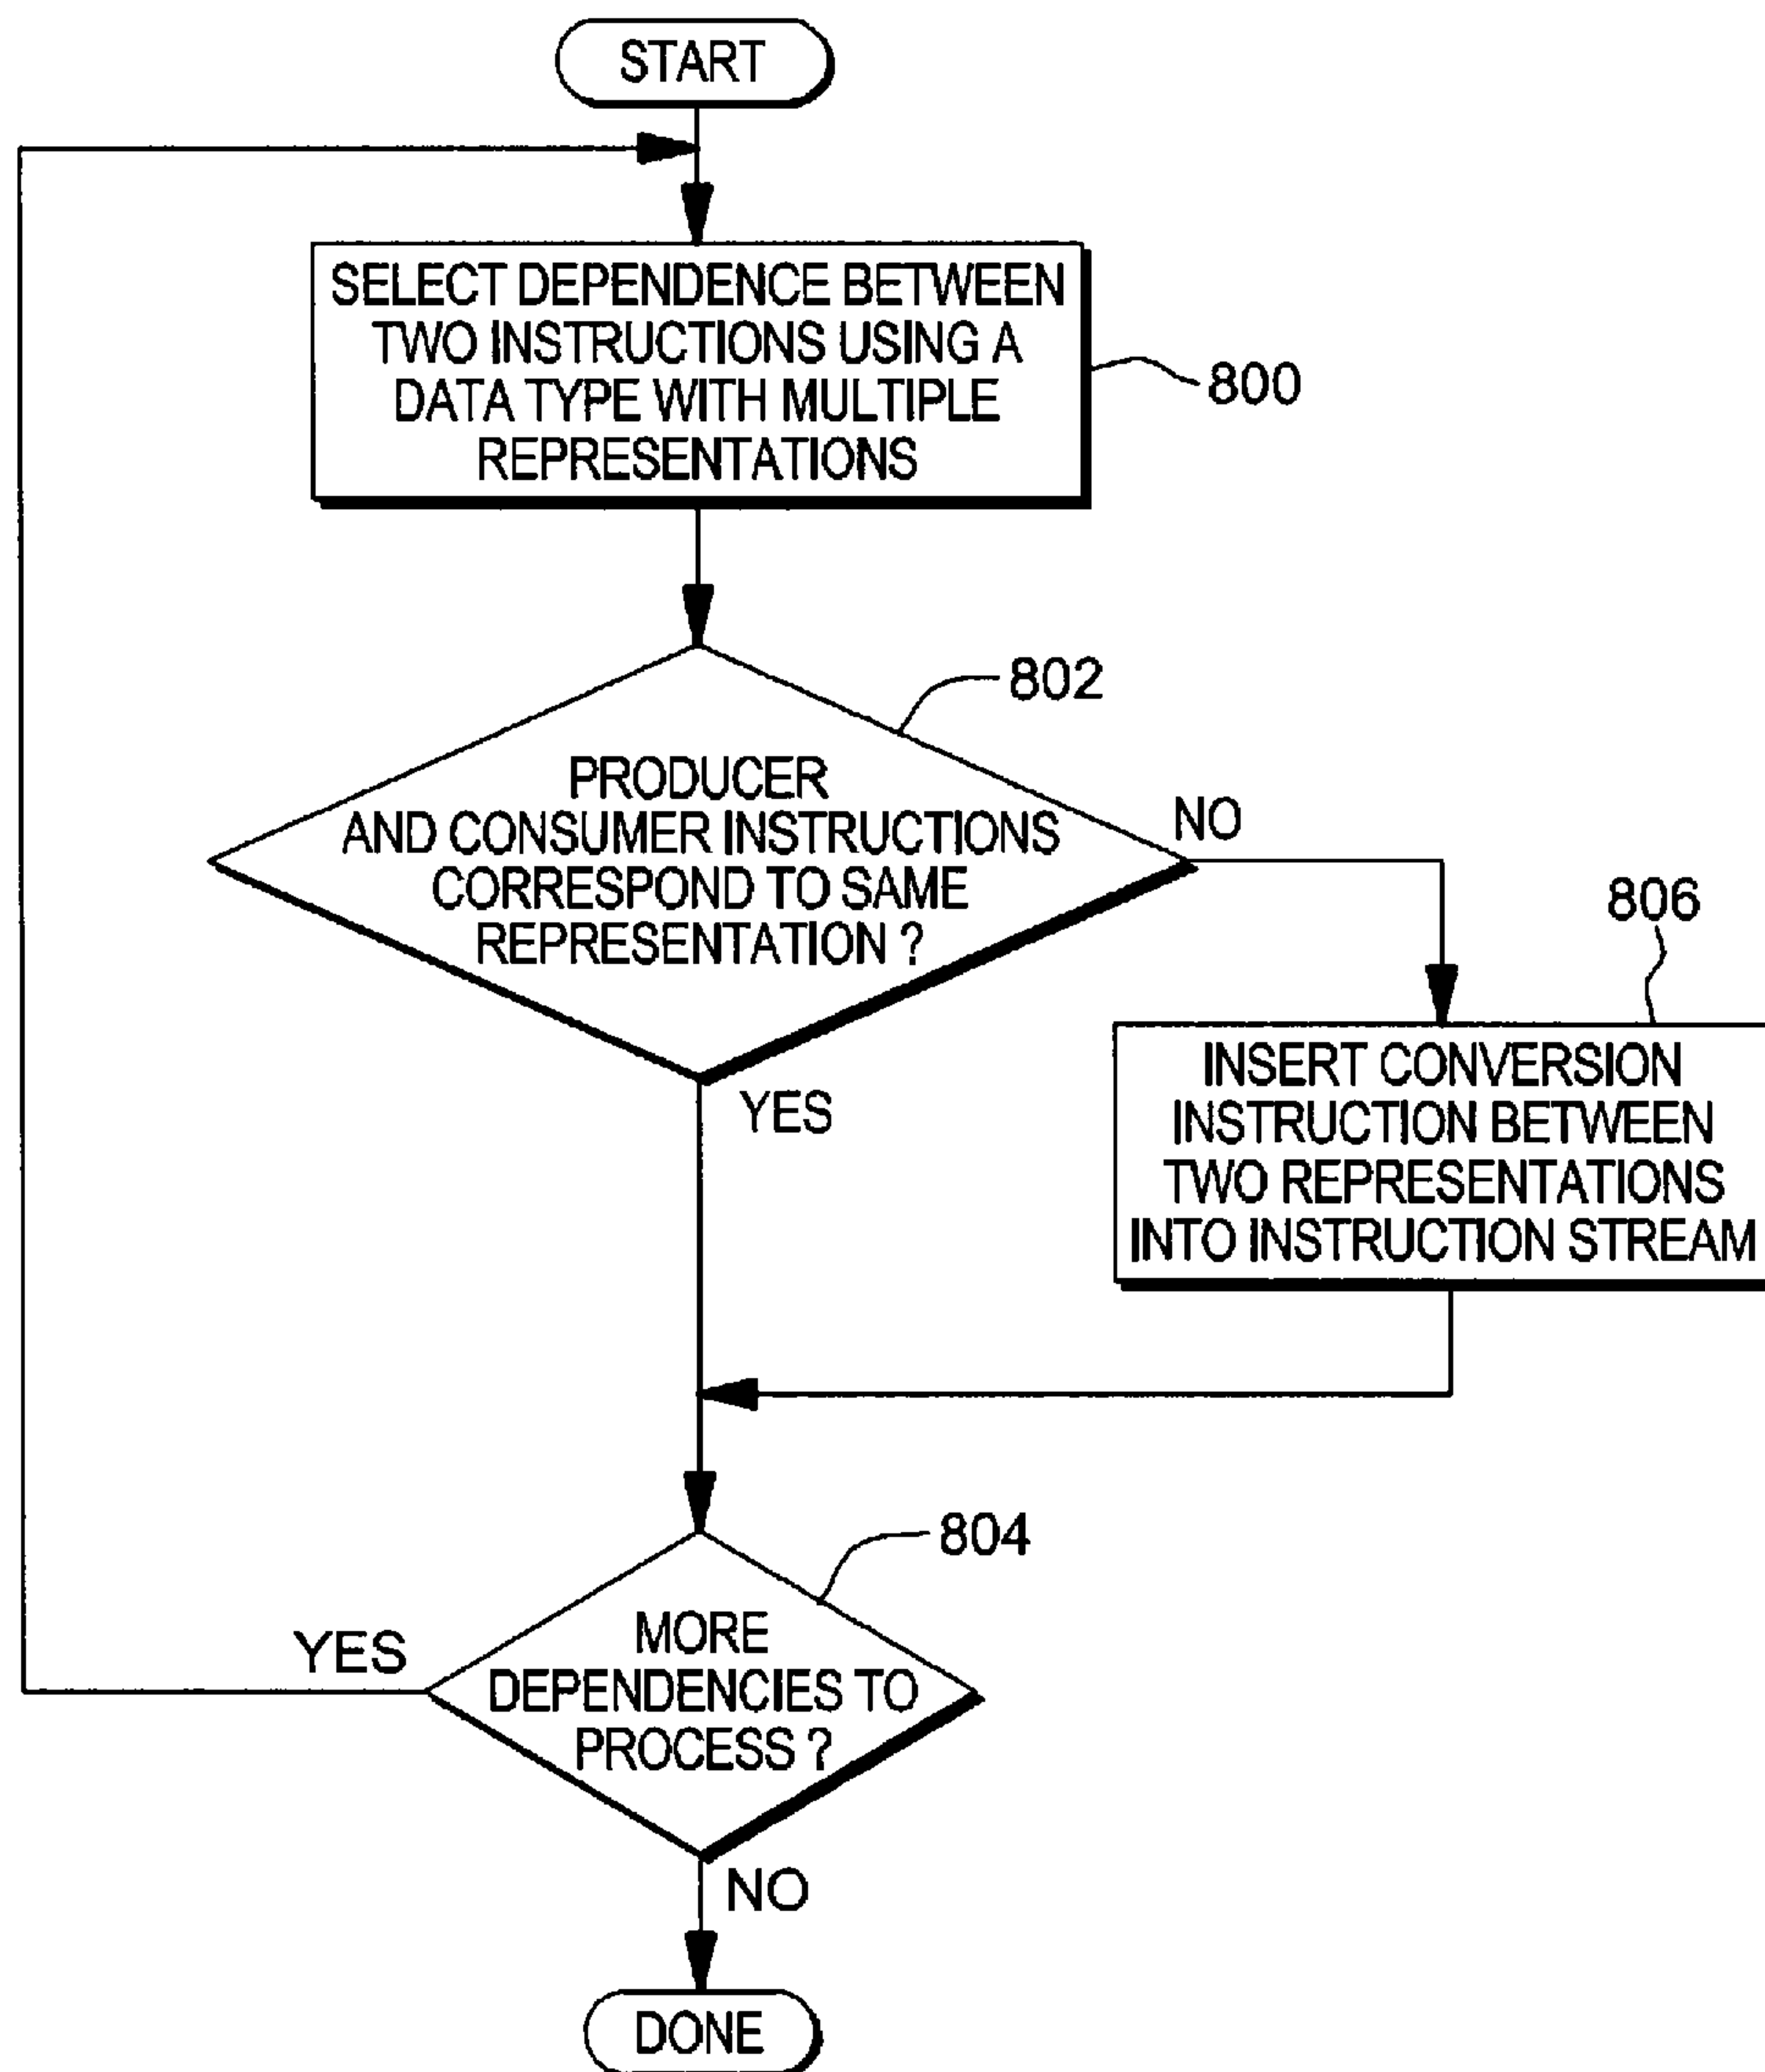 START
SELECT DEPENDENCE BETWEEN
TWO INSTRUCTIONS USING A
DATA TYPE WITH MULTIPLE
REPRESENTATIONS
800
802
PRODUCER
AND CONSUMER INSTRUCTIONS
CORRESPOND TO SAME
REPRESENTATION ?
NO
YES
806
INSERT CONVERSION
INSTRUCTION BETWEEN
TWO REPRESENTATIONS
INTO INSTRUCTION STREAM
804
MORE
DEPENDENCIES TO
PROCESS ?
YES
NO
DONE